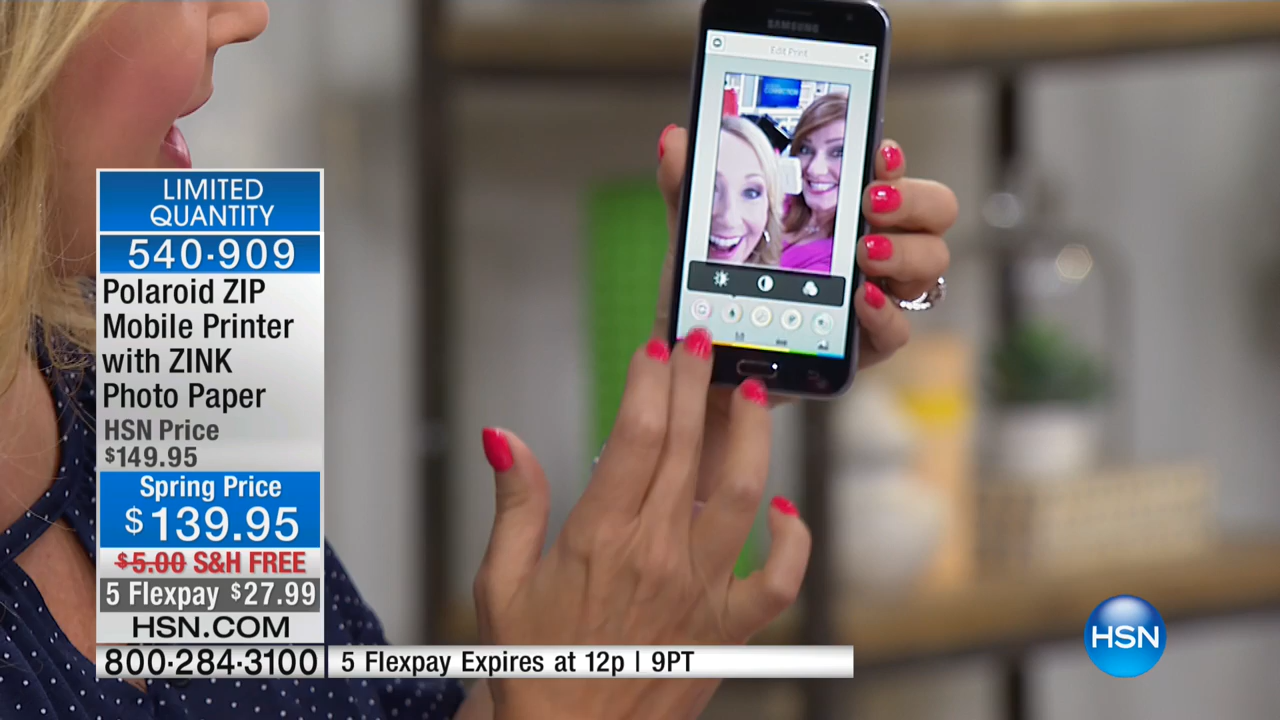 SAMSUNG
Edit Print
CONNECTION
LIMITED
QUANTITY
540-909
Polaroid ZIP
Mobile Printer
with ZINK
Photo Paper
HSN Price
$149.95
Spring Price
$139.95
$5.00 S&H FREE
5 Flexpay $27.99
HSN.COM
800-284-3100
5 Flexpay Expires at 12p | 9PT
HSN